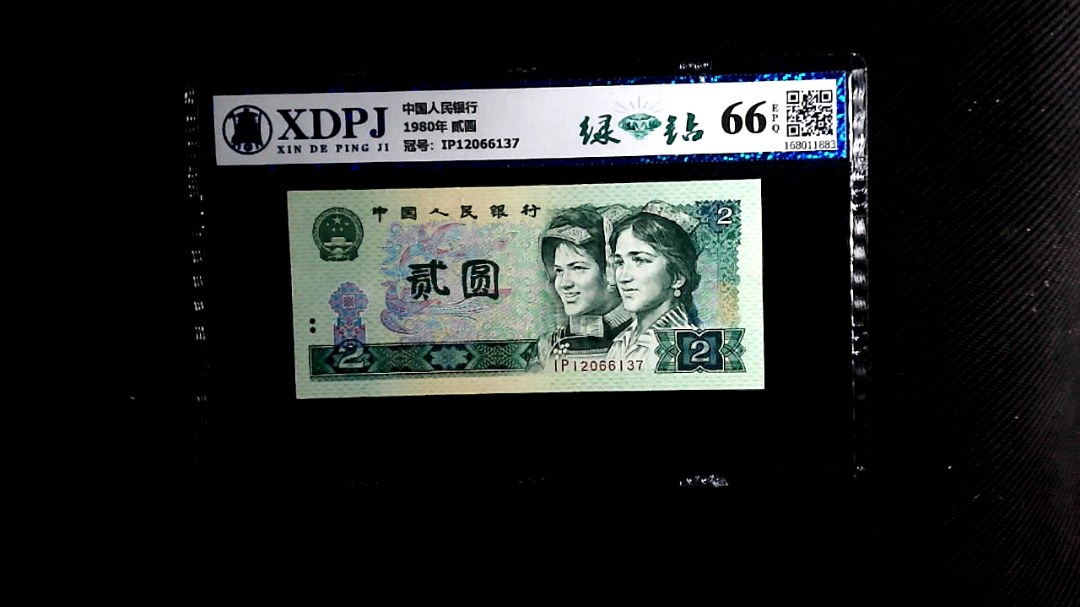 XDPJ
XIN DE PING JI
中国人民银行
1980年 贰圆
冠号: IP12066137
绿钻
66
EPQ
168011883
中国人民银行
2
贰圆
2
IP12066137
2